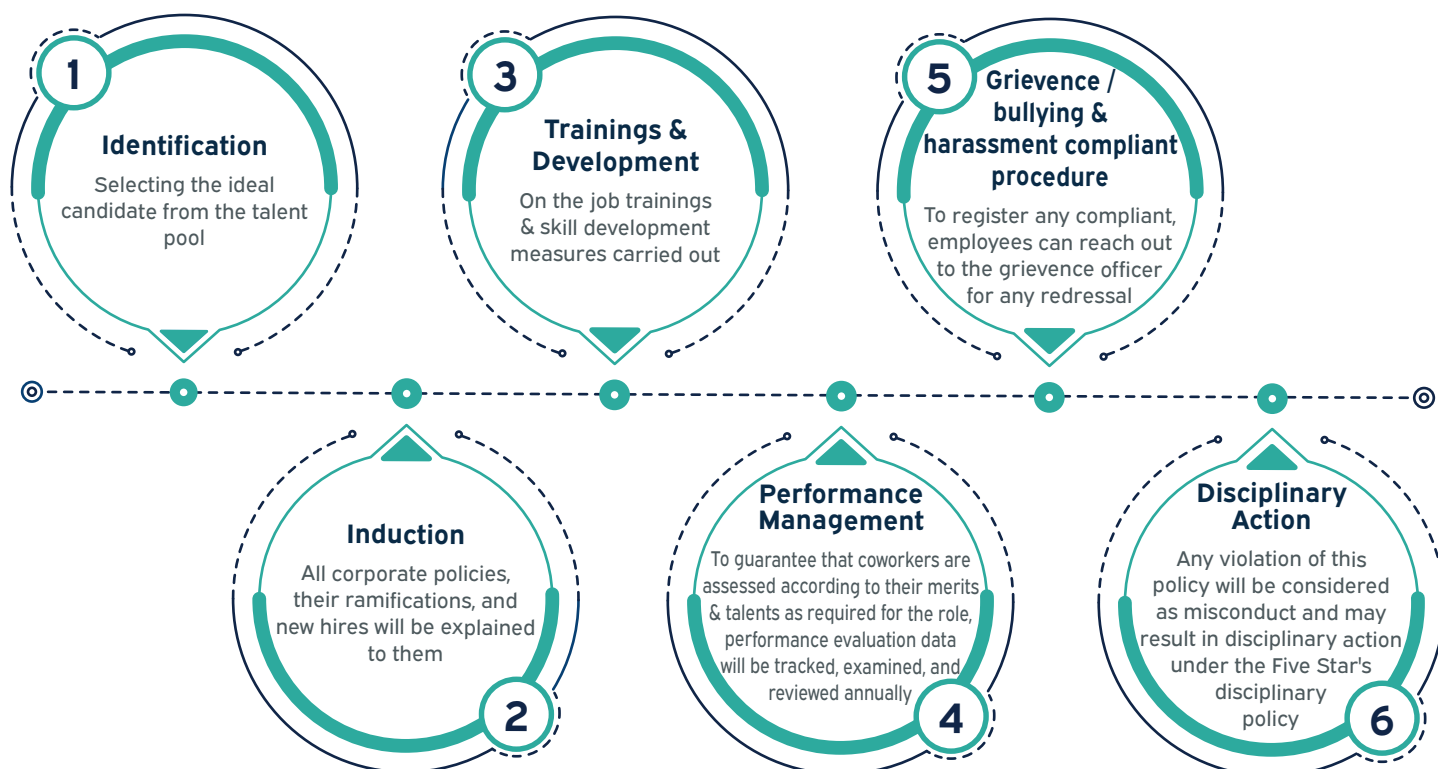 1
Identification
Selecting the ideal
candidate from the talent
pool
2
Induction
All corporate policies,
their ramifications, and
new hires will be explained
to them
3
Trainings &
Development
On the job trainings
& skill development
measures carried out
4
Performance
Management
To guarantee that coworkers are
assessed according to their merits
& talents as required for the role,
performance evaluation data
will be tracked, examined, and
reviewed annually
5
Grievence /
bullying &
harassment compliant
procedure
To register any compliant,
employees can reach out
to the grievence officer
for any redressal
6
Disciplinary
Action
Any violation of this
policy will be considered
as misconduct and may
result in disciplinary action
under the Five Star's
disciplinary
policy